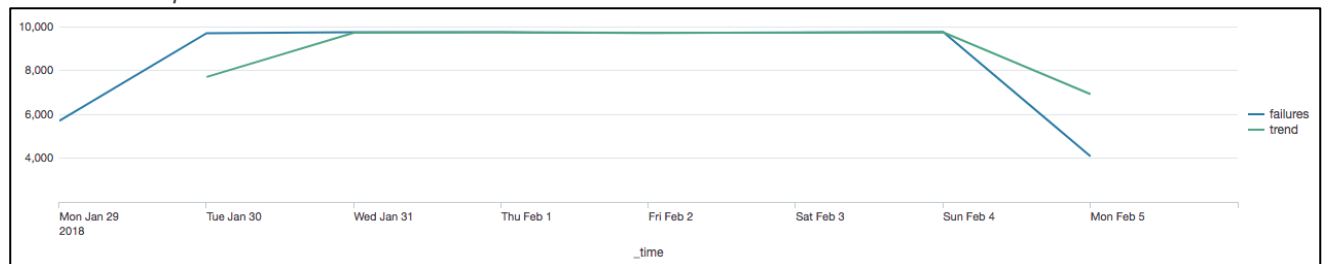 10,000
8,000
6,000
4,000
failures
trend
Mon Jan 29 Tue Jan 30 Wed Jan 31 Thu Feb 1 Fri Feb 2 Sat Feb 3 Sun Feb 4 Mon Feb 5
2018
_time